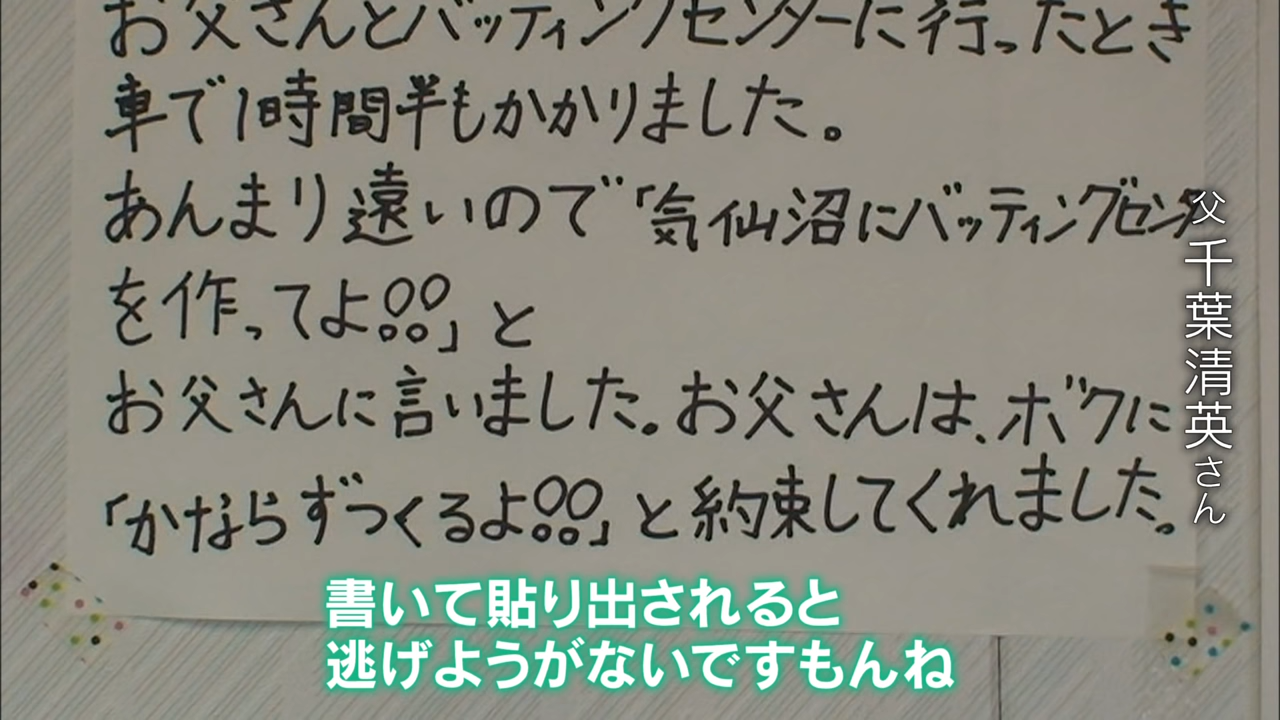 お父さんとバッティングセンターに行ったとき
車で1時間半もかかりました。
あんまり遠いので「気仙沼にバッティングセンタ
を作ってよ!!」と
お父さんに言いました。お父さんは、ボクに
「かならずつくるよ!!」と約束してくれました。
父 千葉清英さん
書いて貼り出されると
逃げようがないですもんね